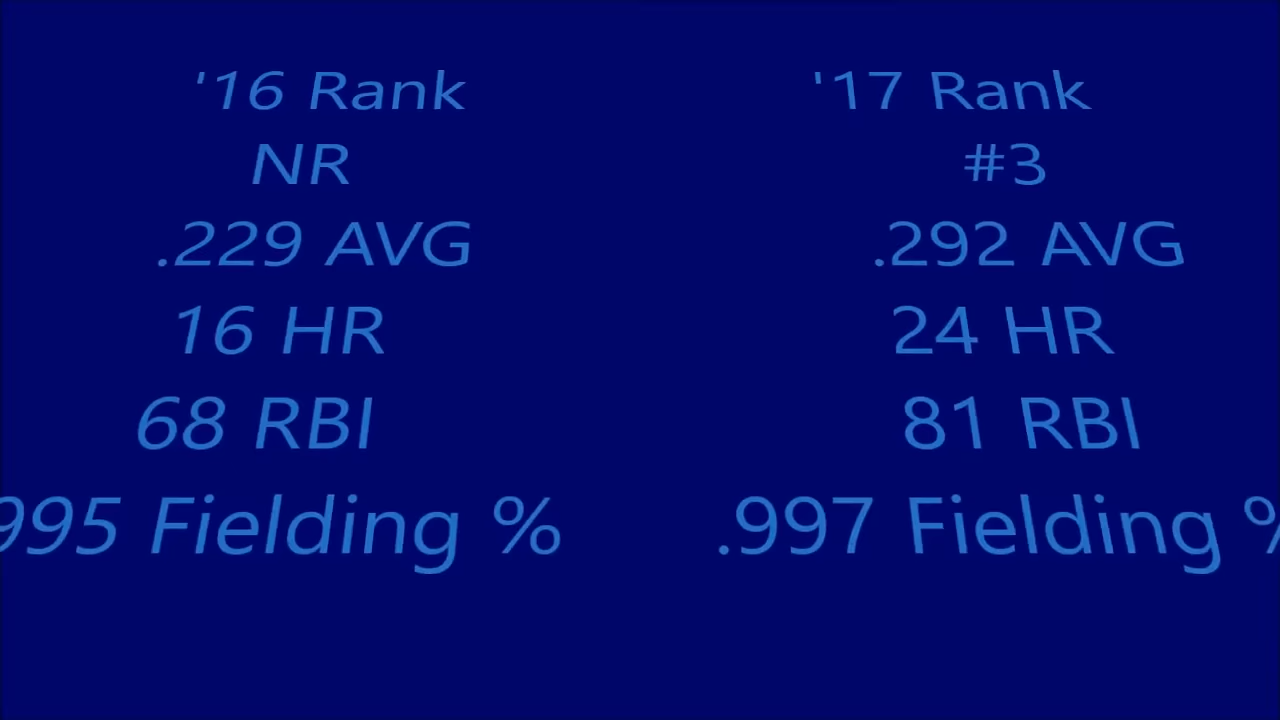 '16 Rank
NR
.229 AVG
16 HR
68 RBI
995 Fielding %
'17 Rank
#3
.292 AVG
24 HR
81 RBI
.997 Fielding %